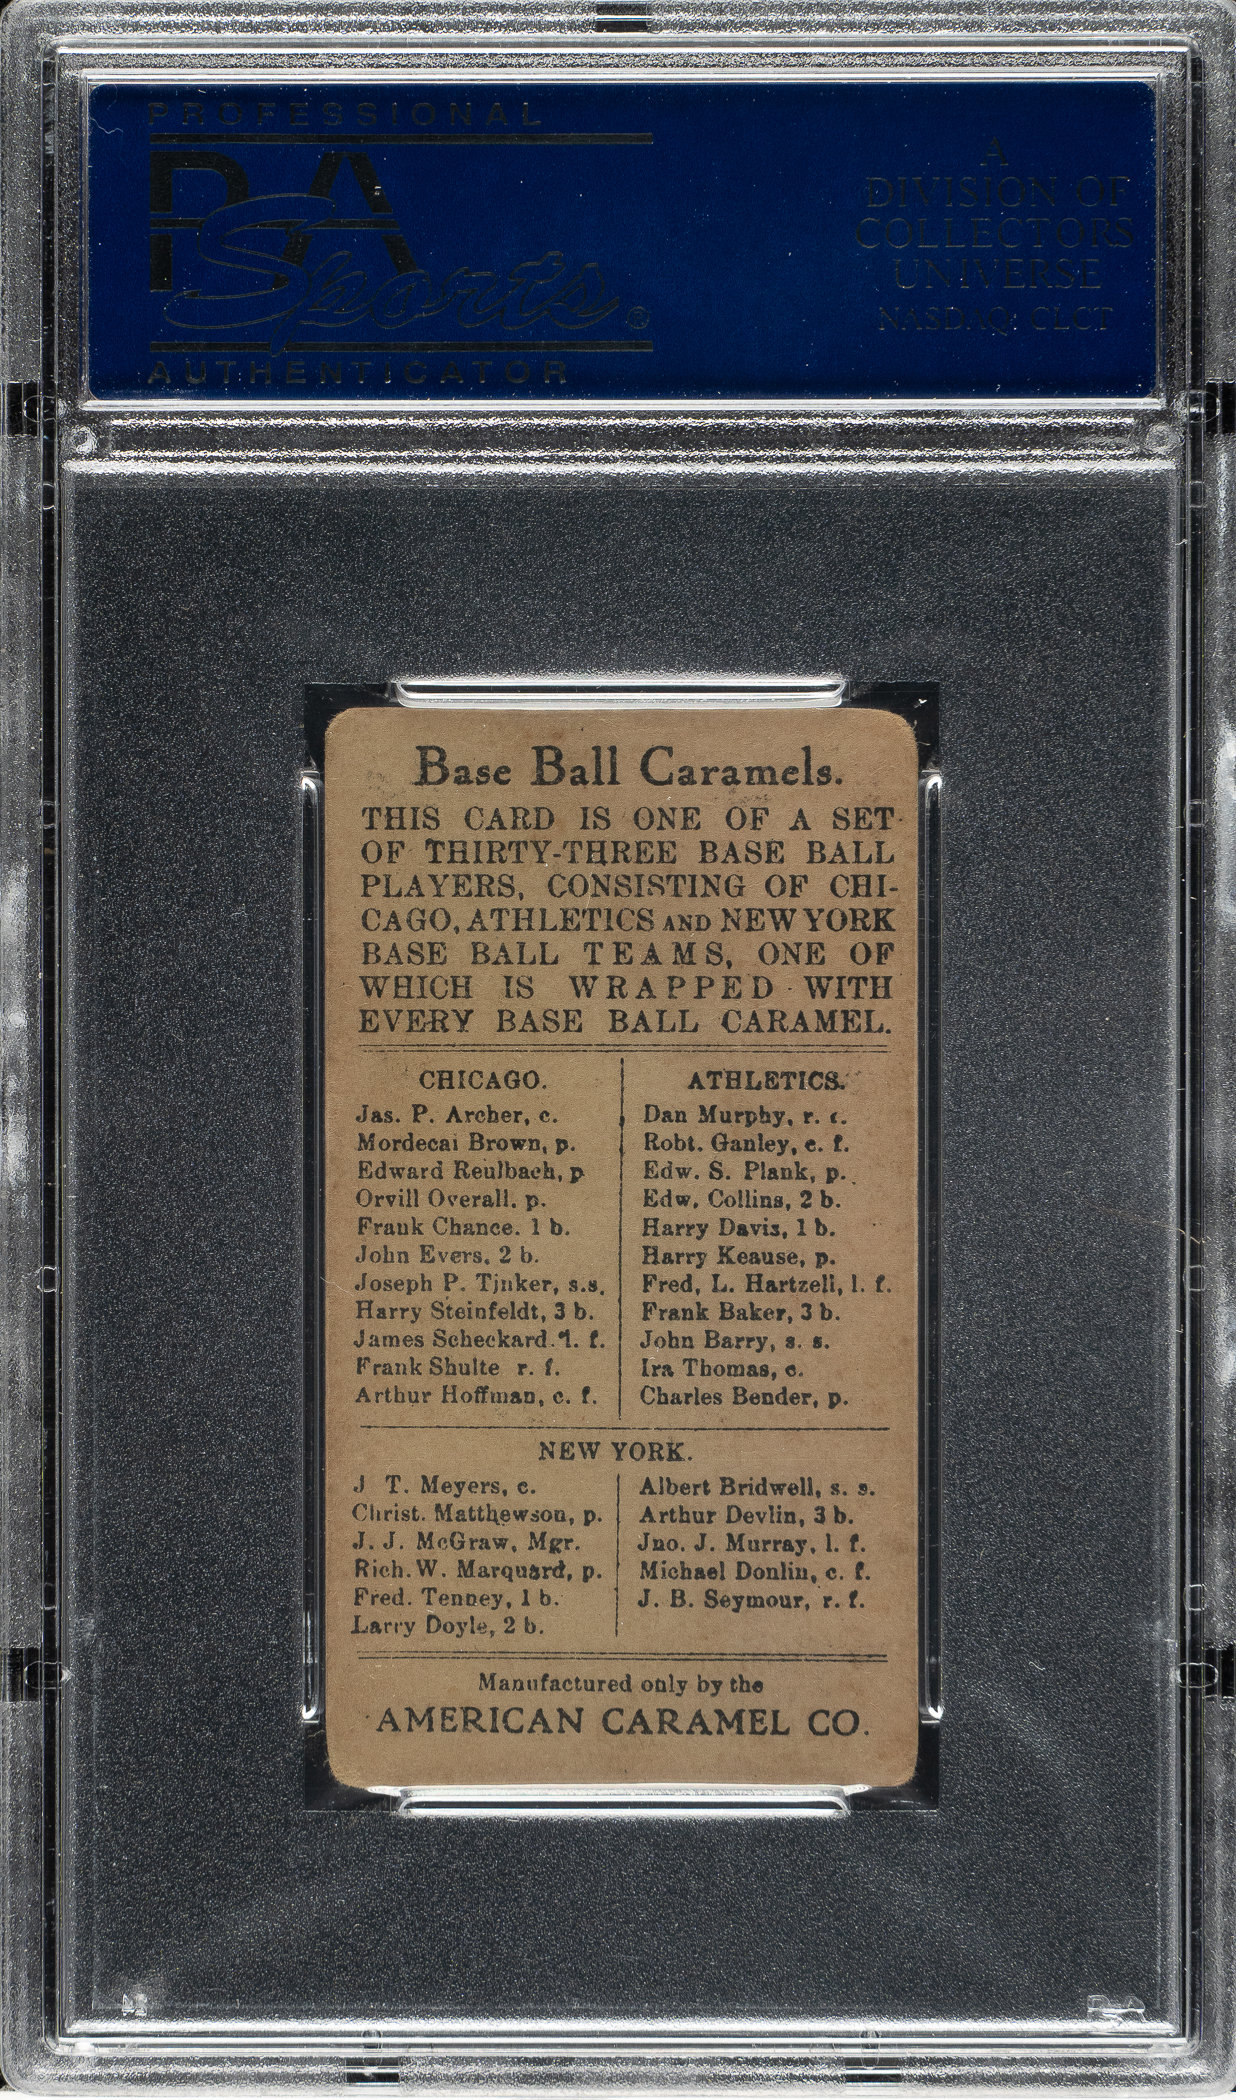 PROFESSIONAL
PSA
Sports®
AUTHENTICATOR
A
DIVISION OF
COLLECTORS
UNIVERSE
NASDAQ: CLCT
Base Ball Caramels.
THIS CARD IS ONE OF A SET
OF THIRTY-THREE BASE BALL
PLAYERS, CONSISTING OF CHI-
CAGO, ATHLETICS AND NEW YORK
BASE BALL TEAMS, ONE OF
WHICH IS WRAPPED WITH
EVERY BASE BALL CARAMEL.
CHICAGO.
Jas. P. Archer, c.
Mordecai Brown, p.
Edward Reulbach, p
Orvill Overall, p.
Frank Chance. 1 b.
John Evers, 2 b.
Joseph P. Tinker, s.s.
Harry Steinfeldt, 3 b.
James Scheckard. l. f.
Frank Shulte r. f.
Arthur Hoffman, c. f.
ATHLETICS.
Dan Murphy, r. f.
Robt. Ganley, c. f.
Edw. S. Plank, p.
Edw. Collins, 2 b.
Harry Davis, 1 b.
Harry Keause, p.
Fred, L. Hartzell, l. f.
Frank Baker, 3 b.
John Barry, s. s.
Ira Thomas, c.
Charles Bender, p.
NEW YORK.
J T. Meyers, c.
Christ. Matthewson, p.
J. J. McGraw, Mgr.
Rich. W. Marquard, p.
Fred. Tenney, 1 b.
Larry Doyle, 2 b.
Albert Bridwell, s. s.
Arthur Devlin, 3 b.
Jno. J. Murray, l. f.
Michael Donlin, c. f.
J. B. Seymour, r. f.
Manufactured only by the
AMERICAN CARAMEL CO.
PSA